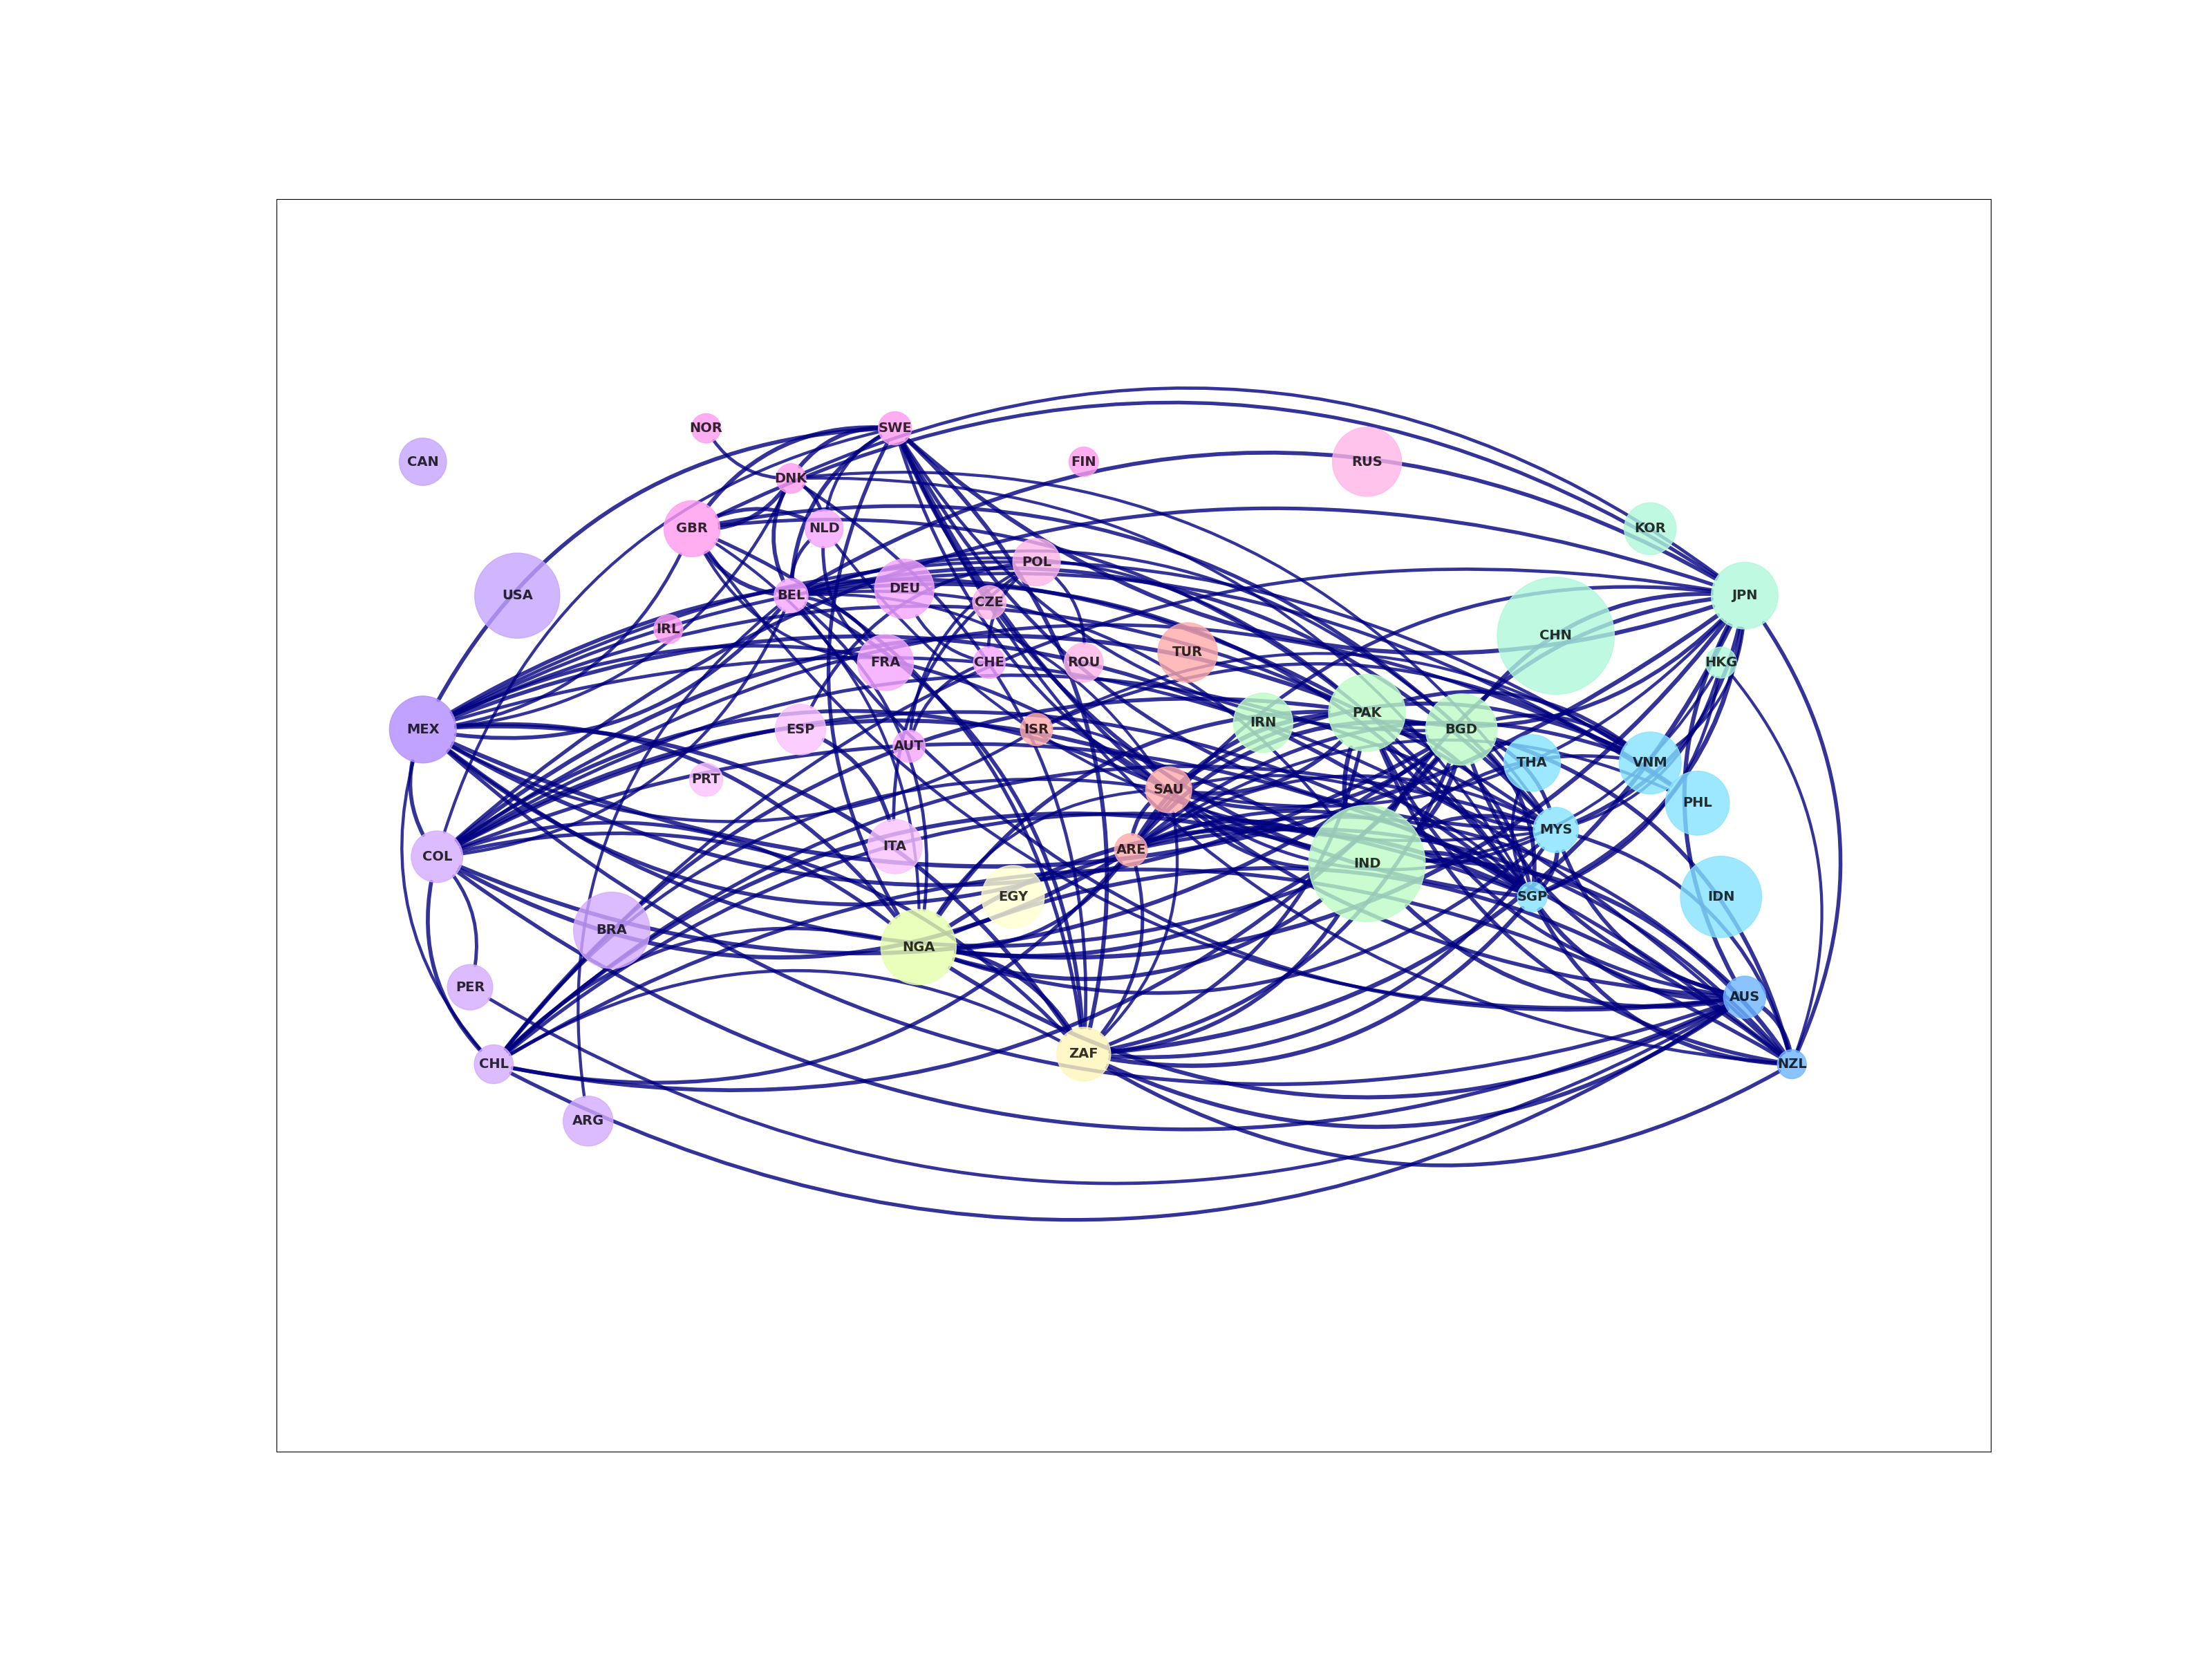 NOR
SWE
CAN
FIN
RUS
DNK
GBR
NLD
KOR
POL
DEU
USA
BEL
CZE
JPN
IRL
CHN
TUR
FRA
CHE
ROU
HKG
PAK
IRN
MEX
ESP
ISR
BGD
AUT
THA
VNM
PRT
SAU
PHL
MYS
ITA
ARE
COL
IND
EGY
SGP
IDN
BRA
NGA
PER
AUS
ZAF
CHL
NZL
ARG